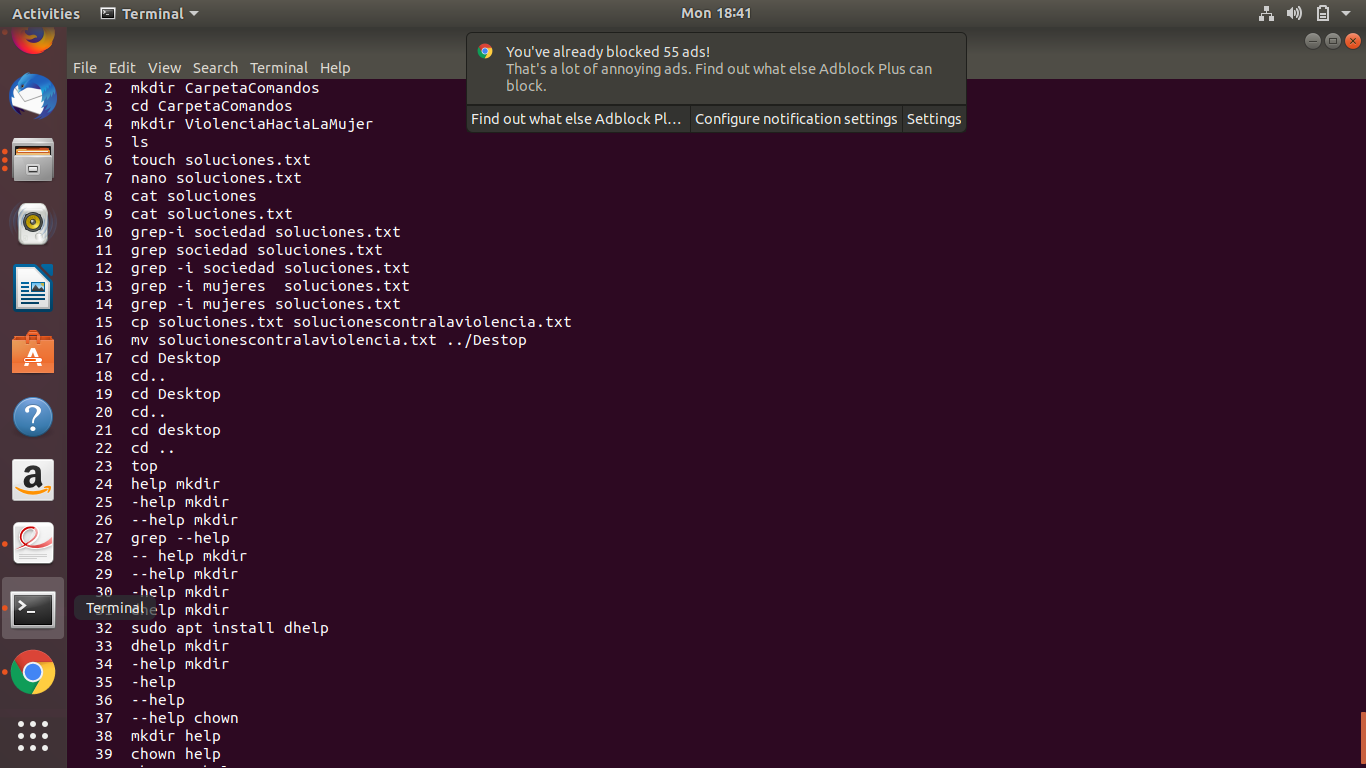 Activities
Terminal
Mon 18:41
You've already blocked 55 ads!
That's a lot of annoying ads. Find out what else Adblock Plus can
block.
Find out what else Adblock Pl…
Configure notification settings
Settings
File Edit View Search Terminal Help
2 mkdir CarpetaComandos
3 cd CarpetaComandos
4 mkdir ViolenciaHaciaLaMujer
5 ls
6 touch soluciones.txt
7 nano soluciones.txt
8 cat soluciones
9 cat soluciones.txt
10 grep-i sociedad soluciones.txt
11 grep sociedad soluciones.txt
12 grep -i sociedad soluciones.txt
13 grep -i mujeres  soluciones.txt
14 grep -i mujeres soluciones.txt
15 cp soluciones.txt solucionescontralaviolencia.txt
16 mv solucionescontralaviolencia.txt ../Destop
17 cd Desktop
18 cd..
19 cd Desktop
20 cd..
21 cd desktop
22 cd ..
23 top
24 help mkdir
25 -help mkdir
26 --help mkdir
27 grep --help
28 -- help mkdir
29 --help mkdir
30 -help mkdir
Terminal
mkdir
32 sudo apt install dhelp
33 dhelp mkdir
34 -help mkdir
35 -help
36 --help
37 --help chown
38 mkdir help
39 chown help